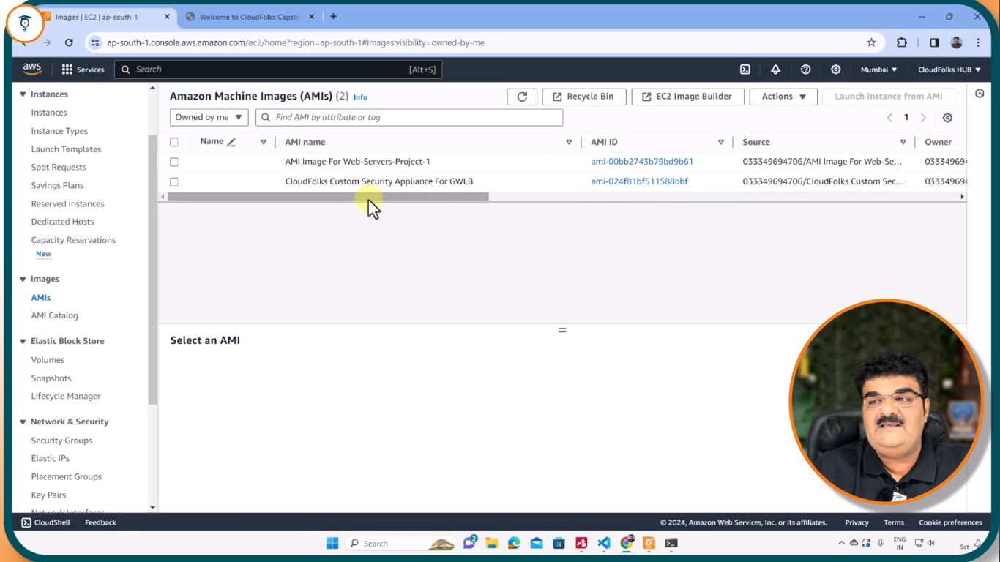 Images | EC2 | ap-south-1
Welcome to CloudFolks Capsto
ap-south-1.console.aws.amazon.com/ec2/home?region=ap-south-1#Images:visibility=owned-by-me
aws
Services
Search
[Alt+S]
Mumbai
CloudFolks HUB
Instances
Instances
Instance Types
Launch Templates
Spot Requests
Savings Plans
Reserved Instances
Dedicated Hosts
Capacity Reservations
New
Images
AMIs
AMI Catalog
Elastic Block Store
Volumes
Snapshots
Lifecycle Manager
Network & Security
Security Groups
Elastic IPs
Placement Groups
Key Pairs
Network Interfaces
Amazon Machine Images (AMIs) (2) Info
Recycle Bin
EC2 Image Builder
Actions
Launch instance from AMI
Owned by me
Find AMI by attribute or tag
1
Name AMI name AMI ID Source Owner
AMI Image For Web-Servers-Project-1 ami-00bb2743b79bd9b61 033349694706/AMI Image For Web-Se... 033349694
CloudFolks Custom Security Appliance For GWLB ami-024f81bf511588bbf 033349694706/CloudFolks Custom Sec... 033349694
Select an AMI
CloudShell Feedback © 2024, Amazon Web Services, Inc. or its affiliates. Privacy Terms Cookie preferences
Search
2
ENG
IN
Sat